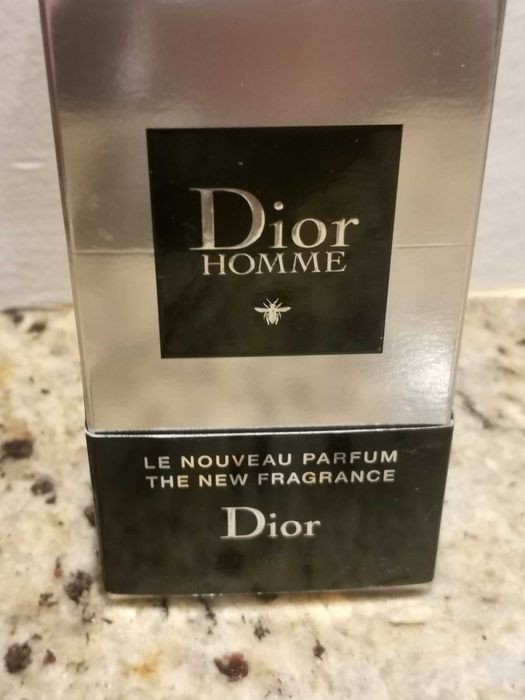 Dior
HOMME
LE NOUVEAU PARFUM
THE NEW FRAGRANCE
Dior